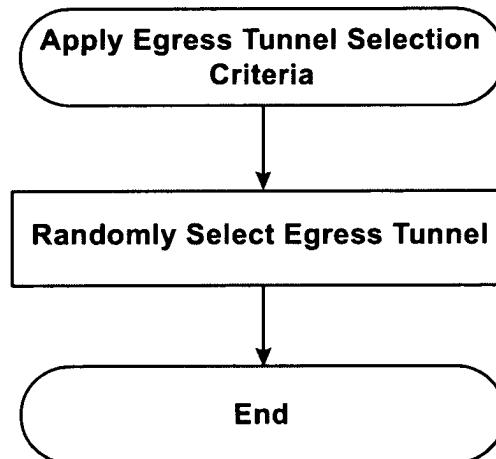 Apply Egress Tunnel Selection
Criteria
Randomly Select Egress Tunnel
End